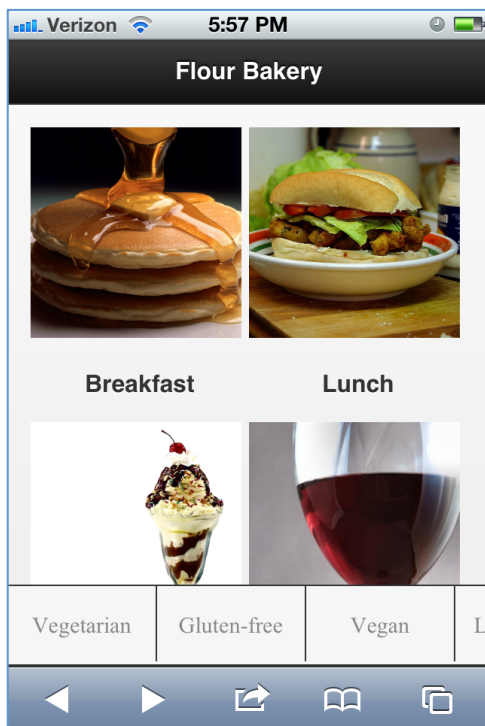 Verizon 5:57 PM
Flour Bakery
Breakfast Lunch
Vegetarian Gluten-free Vegan L